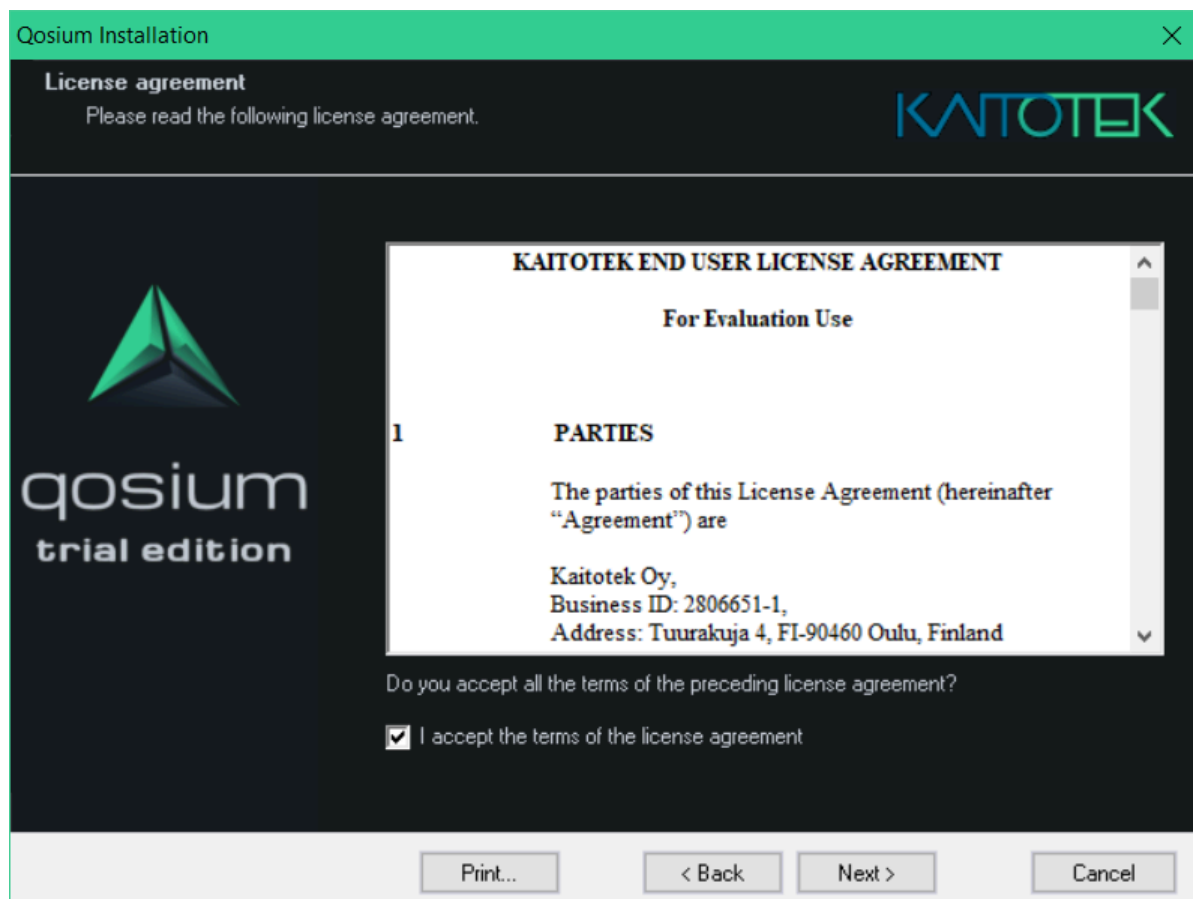 Qosium Installation
License agreement
Please read the following license agreement.
KAITOTEK
KAITOTEK END USER LICENSE AGREEMENT
For Evaluation Use
1 PARTIES
The parties of this License Agreement (hereinafter
“Agreement”) are
Kaitotek Oy,
Business ID: 2806651-1,
Address: Tuurakuja 4, FI-90460 Oulu, Finland
qosium
trial edition
Do you accept all the terms of the preceding license agreement?
I accept the terms of the license agreement
Print... < Back Next > Cancel